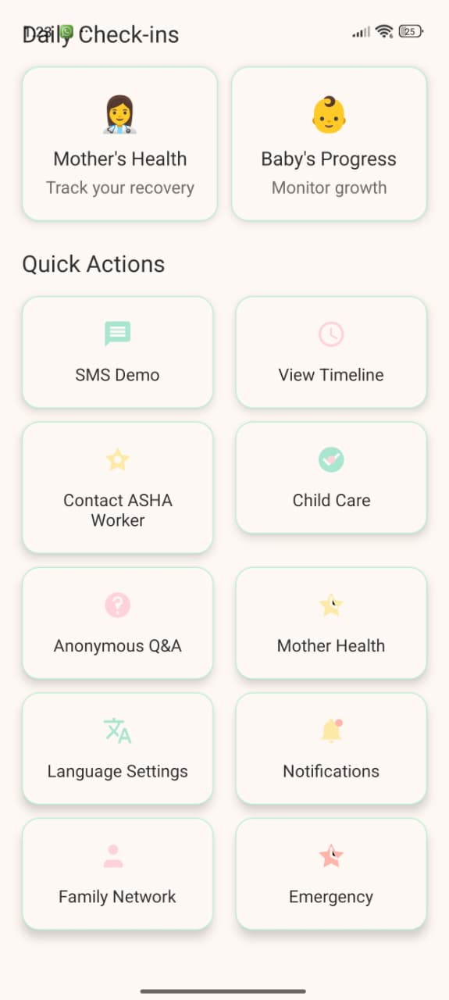 Daily Check-ins
25
Mother's Health
Baby's Progress
Track your recovery
Monitor growth
Quick Actions
SMS Demo
View Timeline
Contact ASHA
Worker
Child Care
Anonymous Q&A
Mother Health
Language Settings
Notifications
Family Network
Emergency